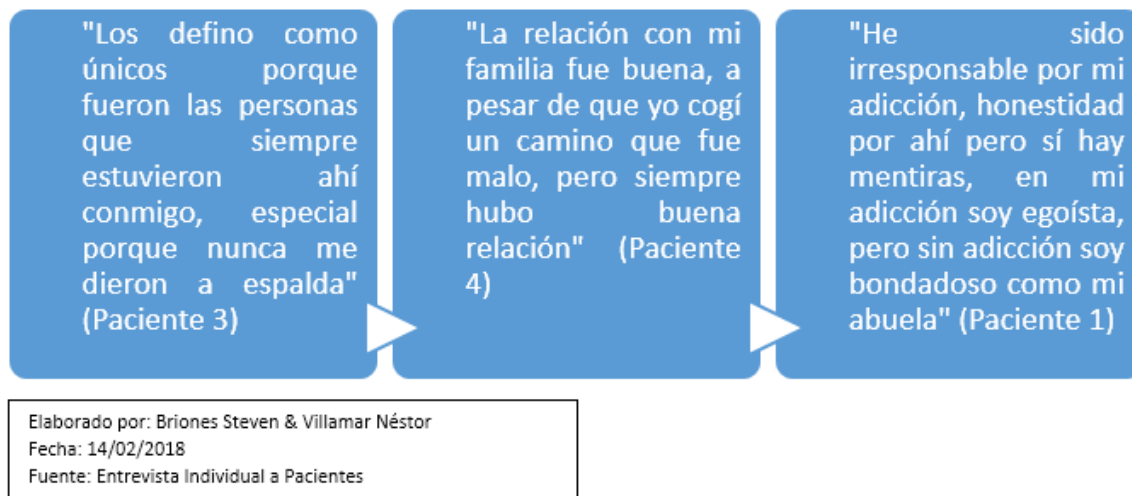 "Los defino como
únicos porque
fueron las personas
que siempre
estuvieron ahí
conmigo, especial
porque nunca me
dieron a espalda"
(Paciente 3)
"La relación con mi
familia fue buena, a
pesar de que yo cogí
un camino que fue
malo, pero siempre
hubo buena
relación" (Paciente
4)
"He sido
irresponsable por mi
adicción, honestidad
por ahí pero sí hay
mentiras, en mi
adicción soy egoísta,
pero sin adicción soy
bondadoso como mi
abuela" (Paciente 1)
Elaborado por: Briones Steven & Villamar Néstor
Fecha: 14/02/2018
Fuente: Entrevista Individual a Pacientes